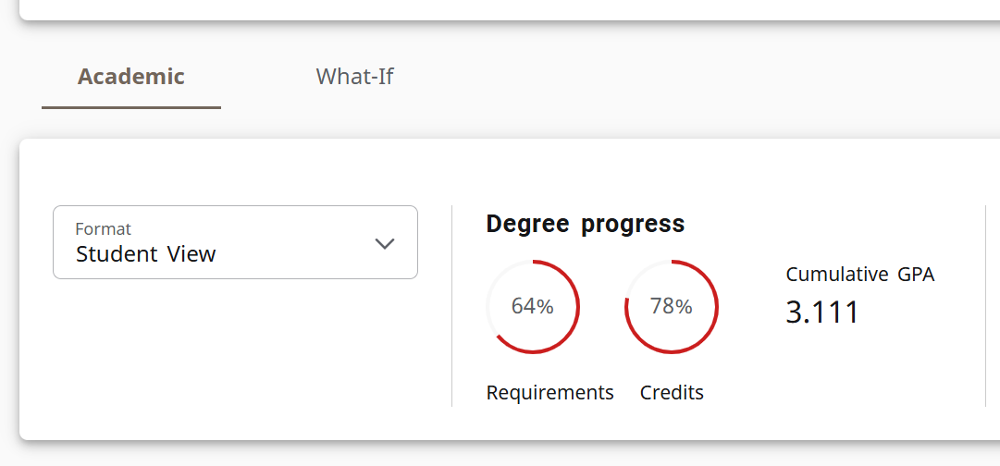 Academic What-If
Format
Student View
Degree progress
64% 78%
Requirements Credits
Cumulative GPA
3.111